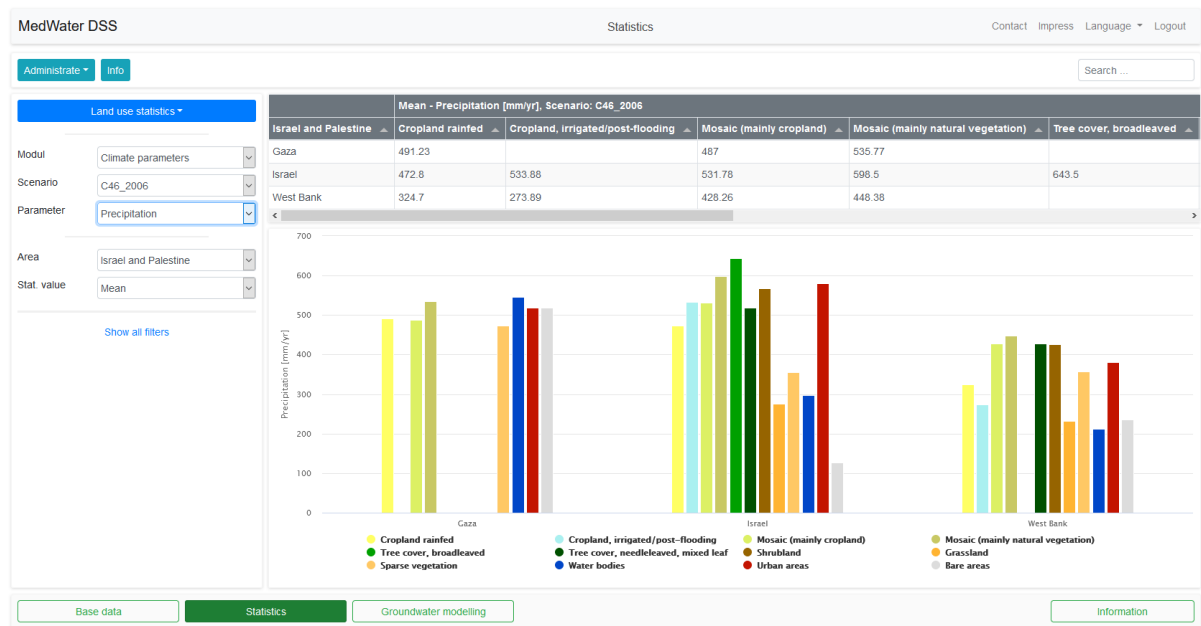 MedWater DSS Statistics Contact Impress Language Logout
Administrate Info Search ...
Land use statistics
Modul Climate parameters
Scenario C46_2006
Parameter Precipitation
Area Israel and Palestine
Stat. value Mean
Show all filters
Mean - Precipitation [mm/yr], Scenario: C46_2006
Israel and Palestine Cropland rainfed Cropland, irrigated/post-flooding Mosaic (mainly cropland) Mosaic (mainly natural vegetation) Tree cover, broadleaved
Gaza 491.23 487 535.77
Israel 472.8 533.88 531.78 598.5 643.5
West Bank 324.7 273.89 428.26 448.38
Precipitation [mm/yr]
700
600
500
400
300
200
100
0
Gaza Israel West Bank
Cropland rainfed Cropland, irrigated/post-flooding Mosaic (mainly cropland) Mosaic (mainly natural vegetation)
Tree cover, broadleaved Tree cover, needleleaved, mixed leaf Shrubland Grassland
Sparse vegetation Water bodies Urban areas Bare areas
Base data Statistics Groundwater modelling Information